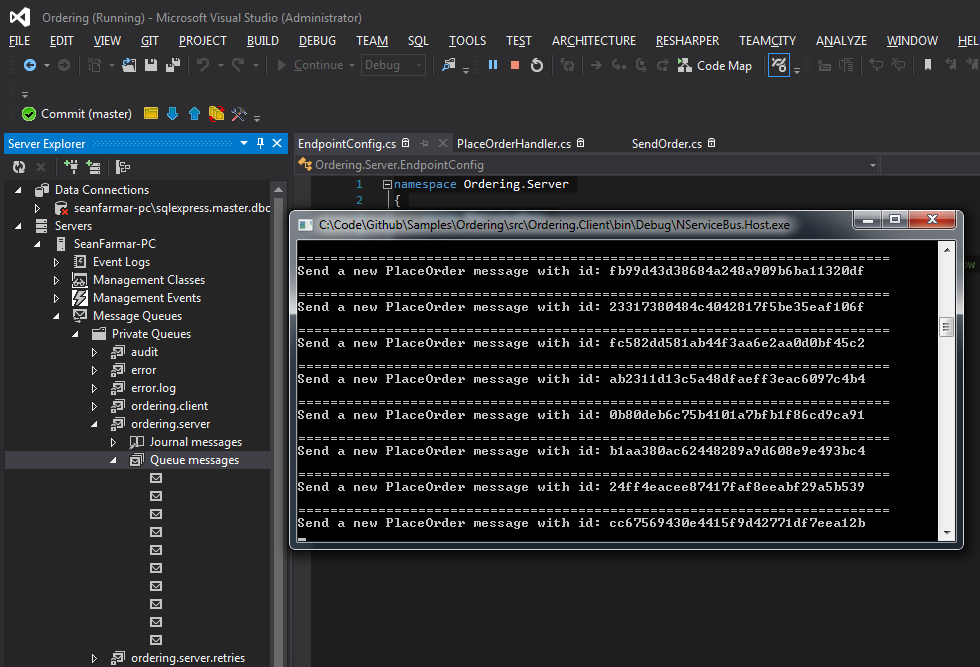 Ordering (Running) - Microsoft Visual Studio (Administrator)
FILE EDIT VIEW GIT PROJECT BUILD DEBUG TEAM SQL TOOLS TEST ARCHITECTURE RESHARPER TEAMCITY ANALYZE WINDOW HEL
Continue Debug Code Map
Commit (master)
Server Explorer
EndpointConfig.cs PlaceOrderHandler.cs SendOrder.cs
Ordering.Server.EndpointConfig
1 namespace Ordering.Server
2 {
Data Connections
seanfarmar-pc\sqlexpress.master.dbo
Servers
SeanFarmar-PC
Event Logs
Management Classes
Management Events
Message Queues
Private Queues
audit
error
error.log
ordering.client
ordering.server
Journal messages
Queue messages
ordering.server.retries
C:\Code\Github\Samples\Ordering\src\Ordering.Client\bin\Debug\NServiceBus.Host.exe
==========================================================================
Send a new PlaceOrder message with id: fb99d43d38684a248a909b6ba11320df
==========================================================================
Send a new PlaceOrder message with id: 23317380484c4042817f5be35eaf106f
==========================================================================
Send a new PlaceOrder message with id: fc582dd581ab44f3aa6e2aa0d0bf45c2
==========================================================================
Send a new PlaceOrder message with id: ab2311d13c5a48dfaeff3eac6097c4b4
==========================================================================
Send a new PlaceOrder message with id: 0b80deb6c75b4101a7bfb1f86cd9ca91
==========================================================================
Send a new PlaceOrder message with id: b1aa380ac62448289a9d608e9e493bc4
==========================================================================
Send a new PlaceOrder message with id: 24ff4eacee87417faf8eeabf29a5b539
==========================================================================
Send a new PlaceOrder message with id: cc67569430e4415f9d42771df7eea12b